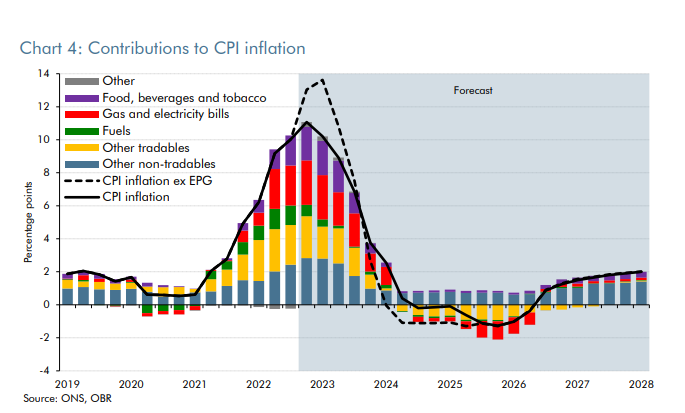 Chart 4: Contributions to CPI inflation
14
12
10
8
6
4
2
0
-2
-4
Percentage points
Other
Food, beverages and tobacco
Gas and electricity bills
Fuels
Other tradables
Other non-tradables
CPI inflation ex EPG
CPI inflation
Forecast
2019 2020 2021 2022 2023 2024 2025 2026 2027 2028
Source: ONS, OBR